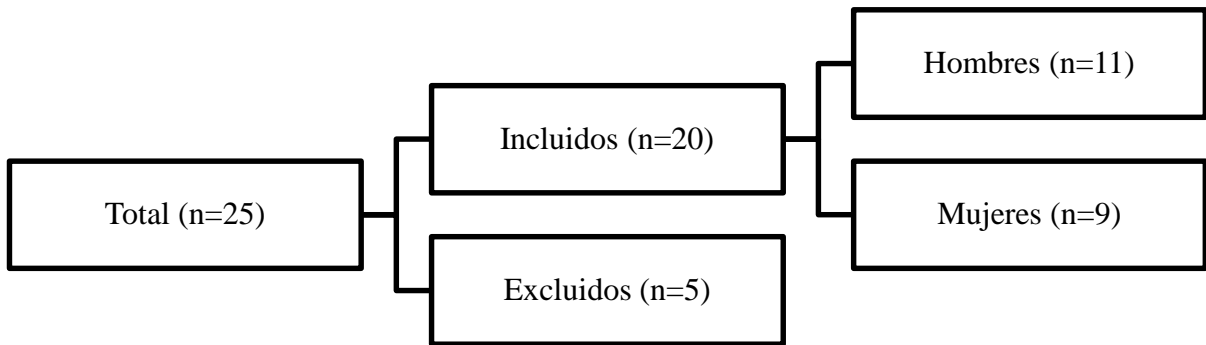 Total (n=25)
Incluidos (n=20)
Excluidos (n=5)
Hombres (n=11)
Mujeres (n=9)